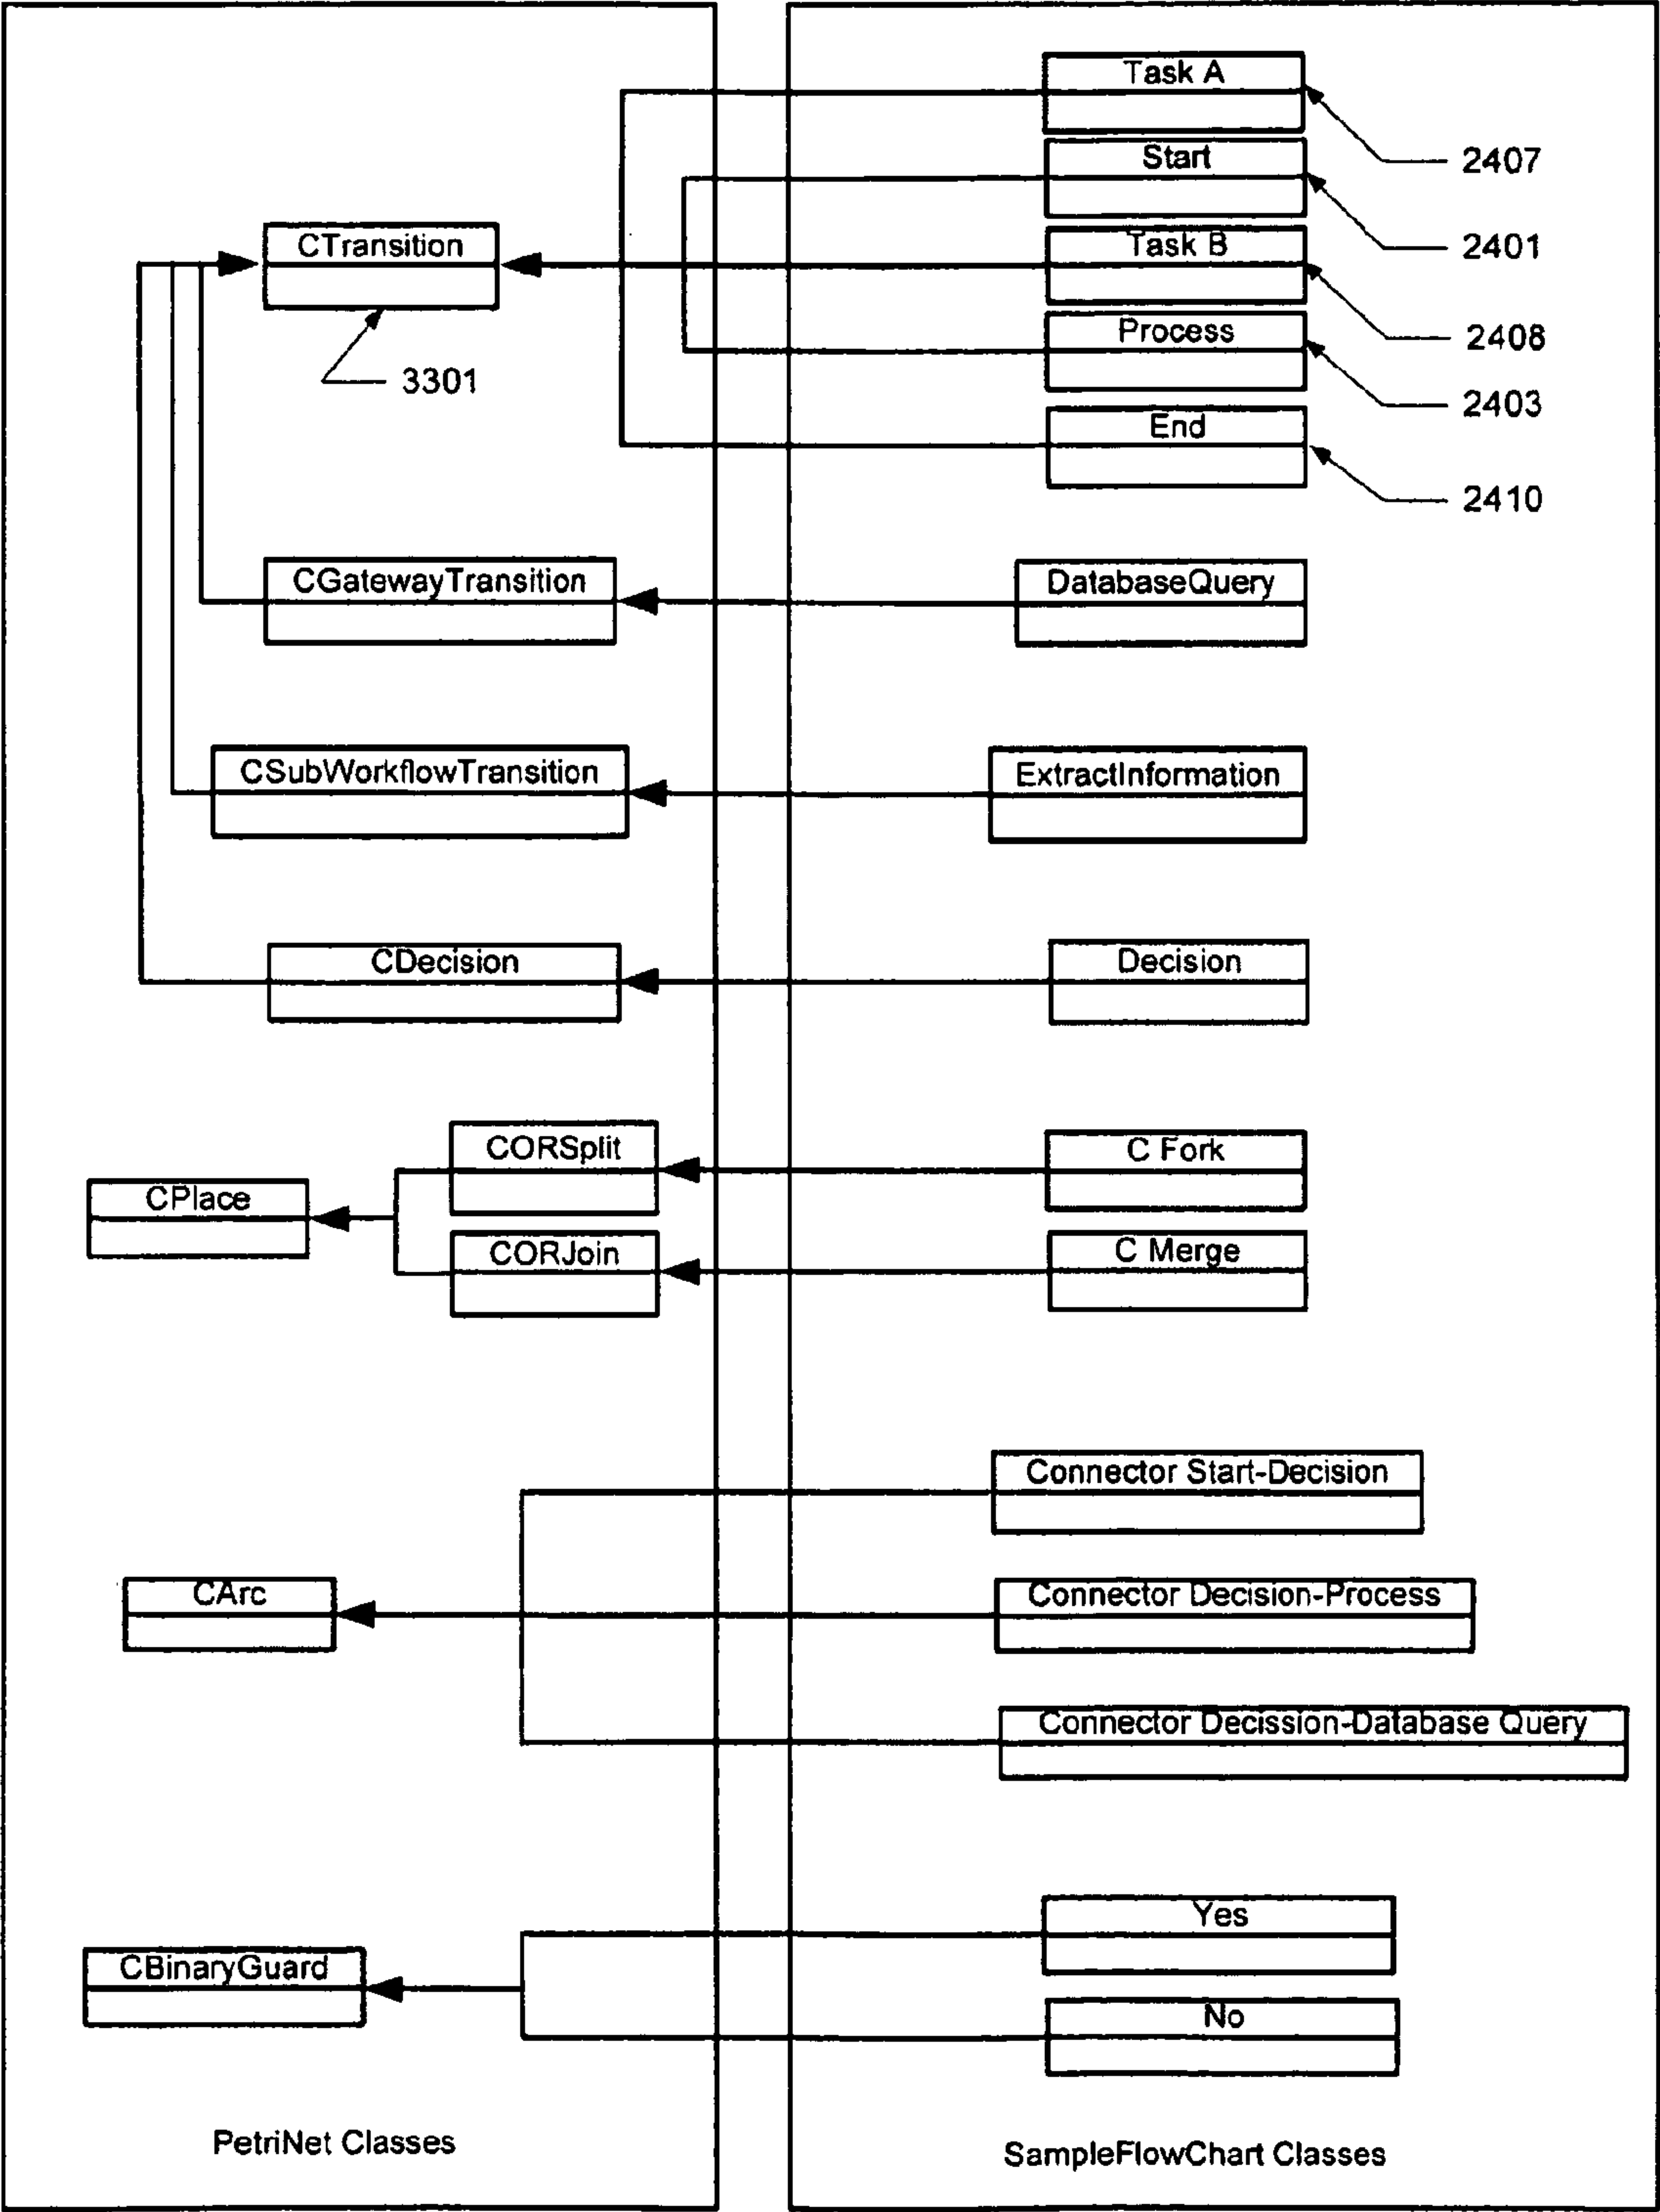 Task A
2407
Start
2401
CTransition
Task B
2408
Process
3301
2403
End
2410
CGatewayTransition
DatabaseQuery
CSubWorkflowTransition
ExtractInformation
CDecision
Decision
CORSplit
C Fork
CPlace
CORJoin
C Merge
Connector Start-Decision
CArc
Connector Decision-Process
Connector Decission-Database Query
Yes
CBinaryGuard
No
PetriNet Classes
SampleFlowChart Classes